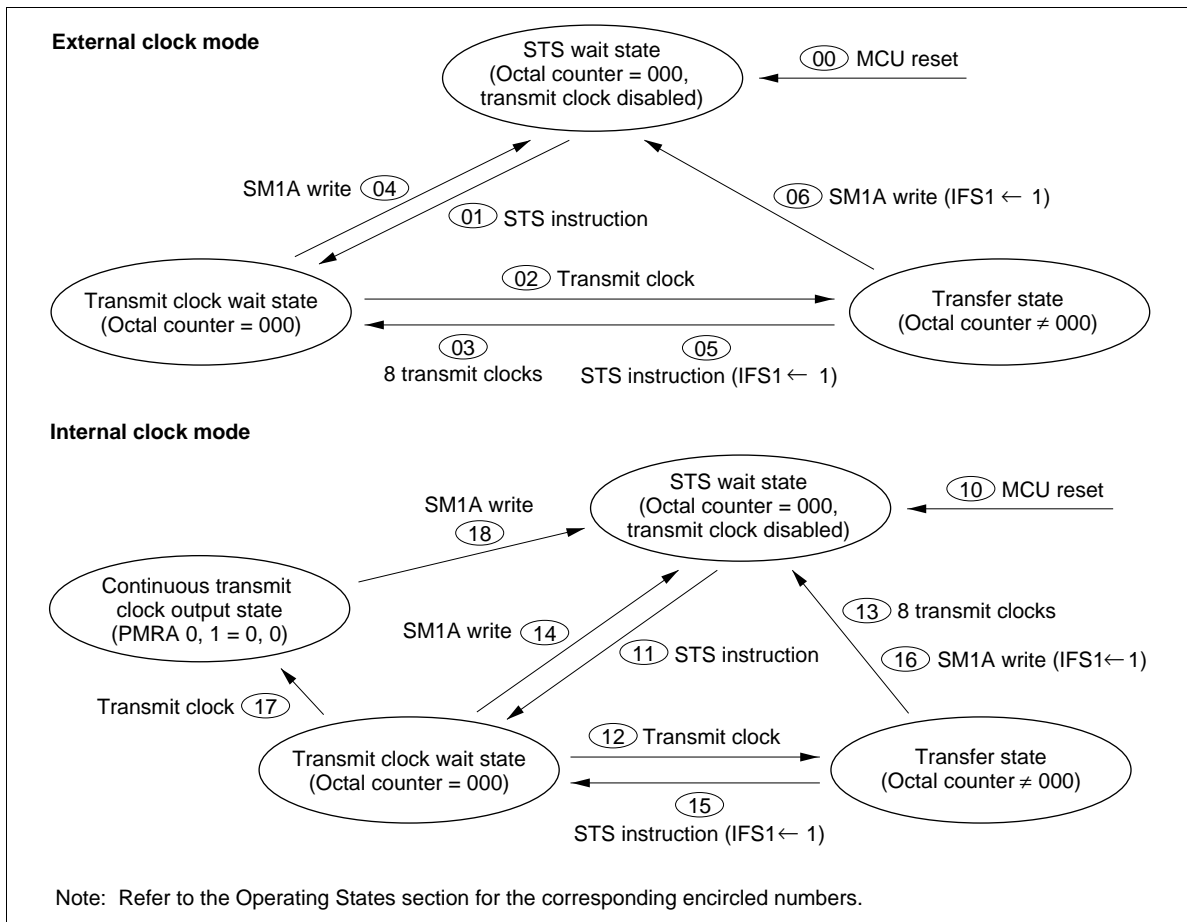 External clock mode
STS wait state
(Octal counter = 000,
transmit clock disabled)
00 MCU reset
SM1A write 04
01 STS instruction
06 SM1A write (IFS1 ← 1)
02 Transmit clock
Transmit clock wait state
(Octal counter = 000)
Transfer state
(Octal counter ≠ 000)
03
8 transmit clocks
05
STS instruction (IFS1 ← 1)
Internal clock mode
STS wait state
(Octal counter = 000,
transmit clock disabled)
10 MCU reset
SM1A write
18
Continuous transmit
clock output state
(PMRA 0, 1 = 0, 0)
13 8 transmit clocks
SM1A write 14
11 STS instruction
16 SM1A write (IFS1← 1)
Transmit clock 17
12 Transmit clock
Transmit clock wait state
(Octal counter = 000)
Transfer state
(Octal counter ≠ 000)
15
STS instruction (IFS1← 1)
Note: Refer to the Operating States section for the corresponding encircled numbers.